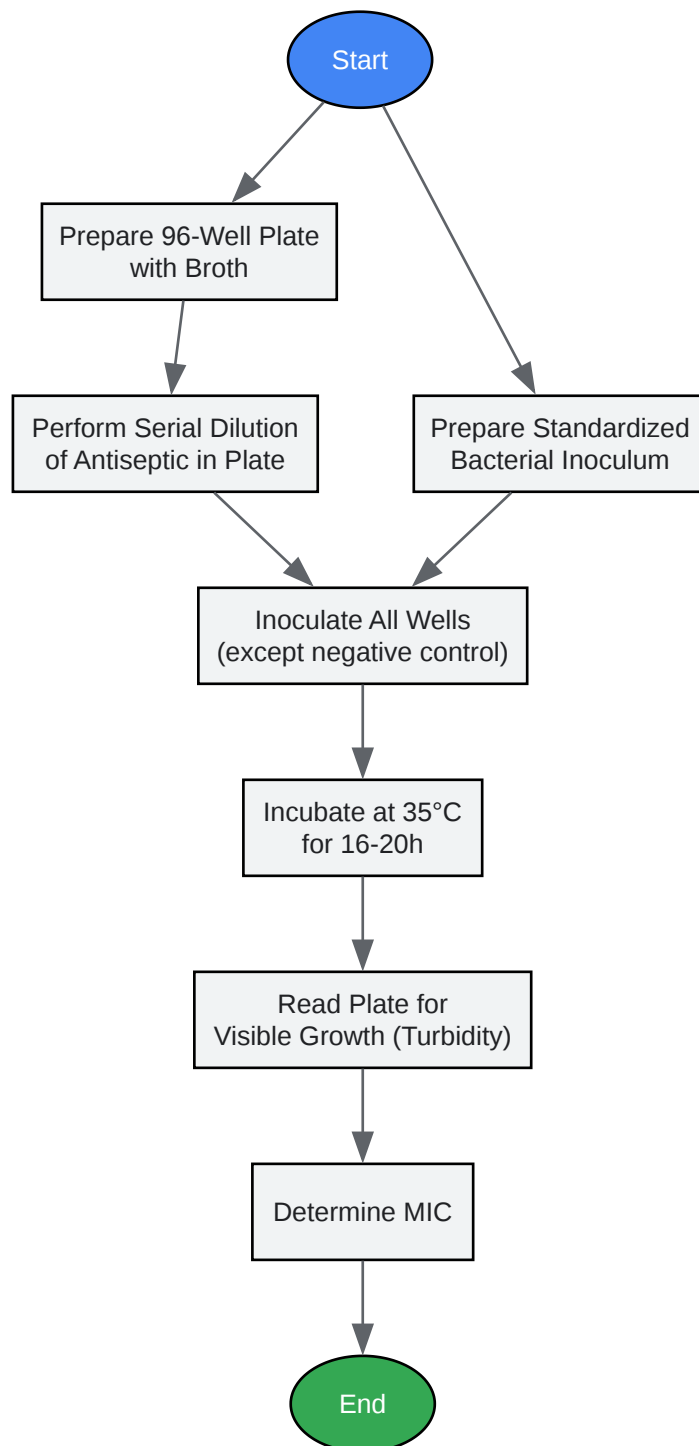 Start
Prepare 96-Well Plate
with Broth
Perform Serial Dilution
of Antiseptic in Plate
Prepare Standardized
Bacterial Inoculum
Inoculate All Wells
(except negative control)
Incubate at 35°C
for 16-20h
Read Plate for
Visible Growth (Turbidity)
Determine MIC
End